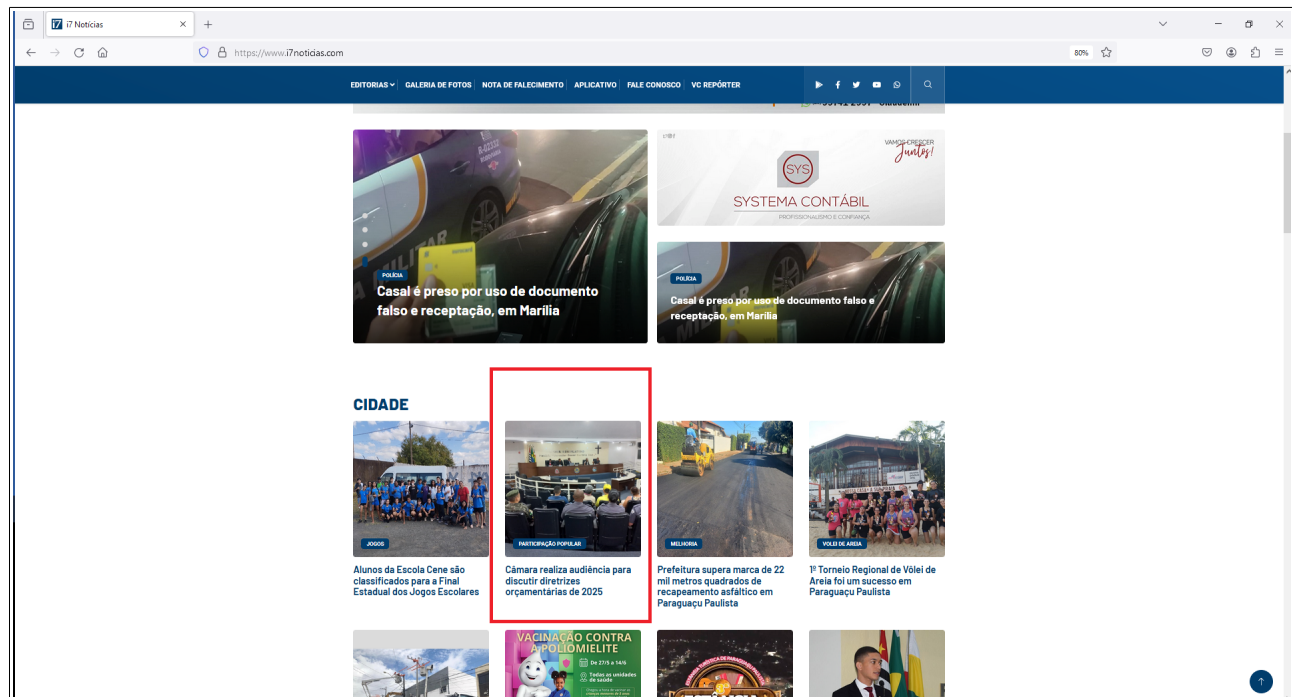 i7 Notícias
https://www.i7noticias.com
80%
EDITORIAS
GALERIA DE FOTOS
NOTA DE FALECIMENTO
APLICATIVO
FALE CONOSCO
VC REPÓRTER
POLÍCIA
Casal é preso por uso de documento
falso e receptação, em Marília
VAMOS CRESCER
Juntos!
SYS
SYSTEMA CONTÁBIL
PROFISSIONALISMO E CONFIANÇA
POLÍCIA
Casal é preso por uso de documento falso e
receptação, em Marília
CIDADE
JOGOS
Alunos da Escola Cene são
classificados para a Final
Estadual dos Jogos Escolares
PARTICIPAÇÃO POPULAR
Câmara realiza audiência para
discutir diretrizes
orçamentárias de 2025
MELHORIA
Prefeitura supera marca de 22
mil metros quadrados de
recapeamento asfáltico em
Paraguaçu Paulista
VOLEI DE AREIA
1º Torneio Regional de Vôlei de
Areia foi um sucesso em
Paraguaçu Paulista
VACINAÇÃO CONTRA
A POLIOMIELITE
De 27/5 a 14/6
Todas as unidades
de saúde